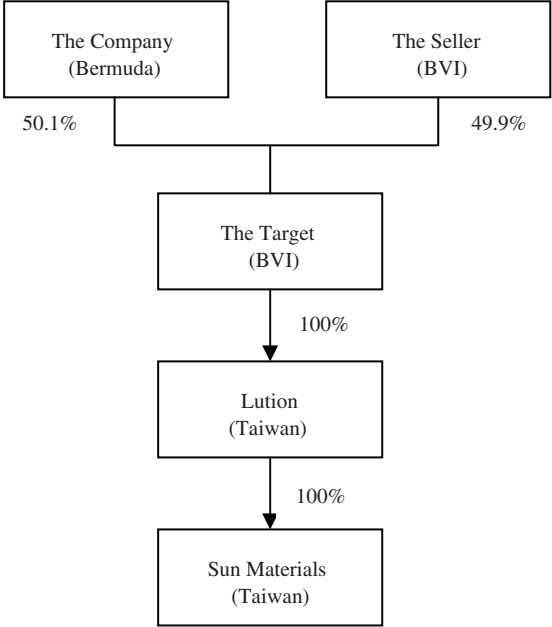 The Company
(Bermuda)
The Seller
(BVI)
50.1%
49.9%
The Target
(BVI)
100%
Lution
(Taiwan)
100%
Sun Materials
(Taiwan)